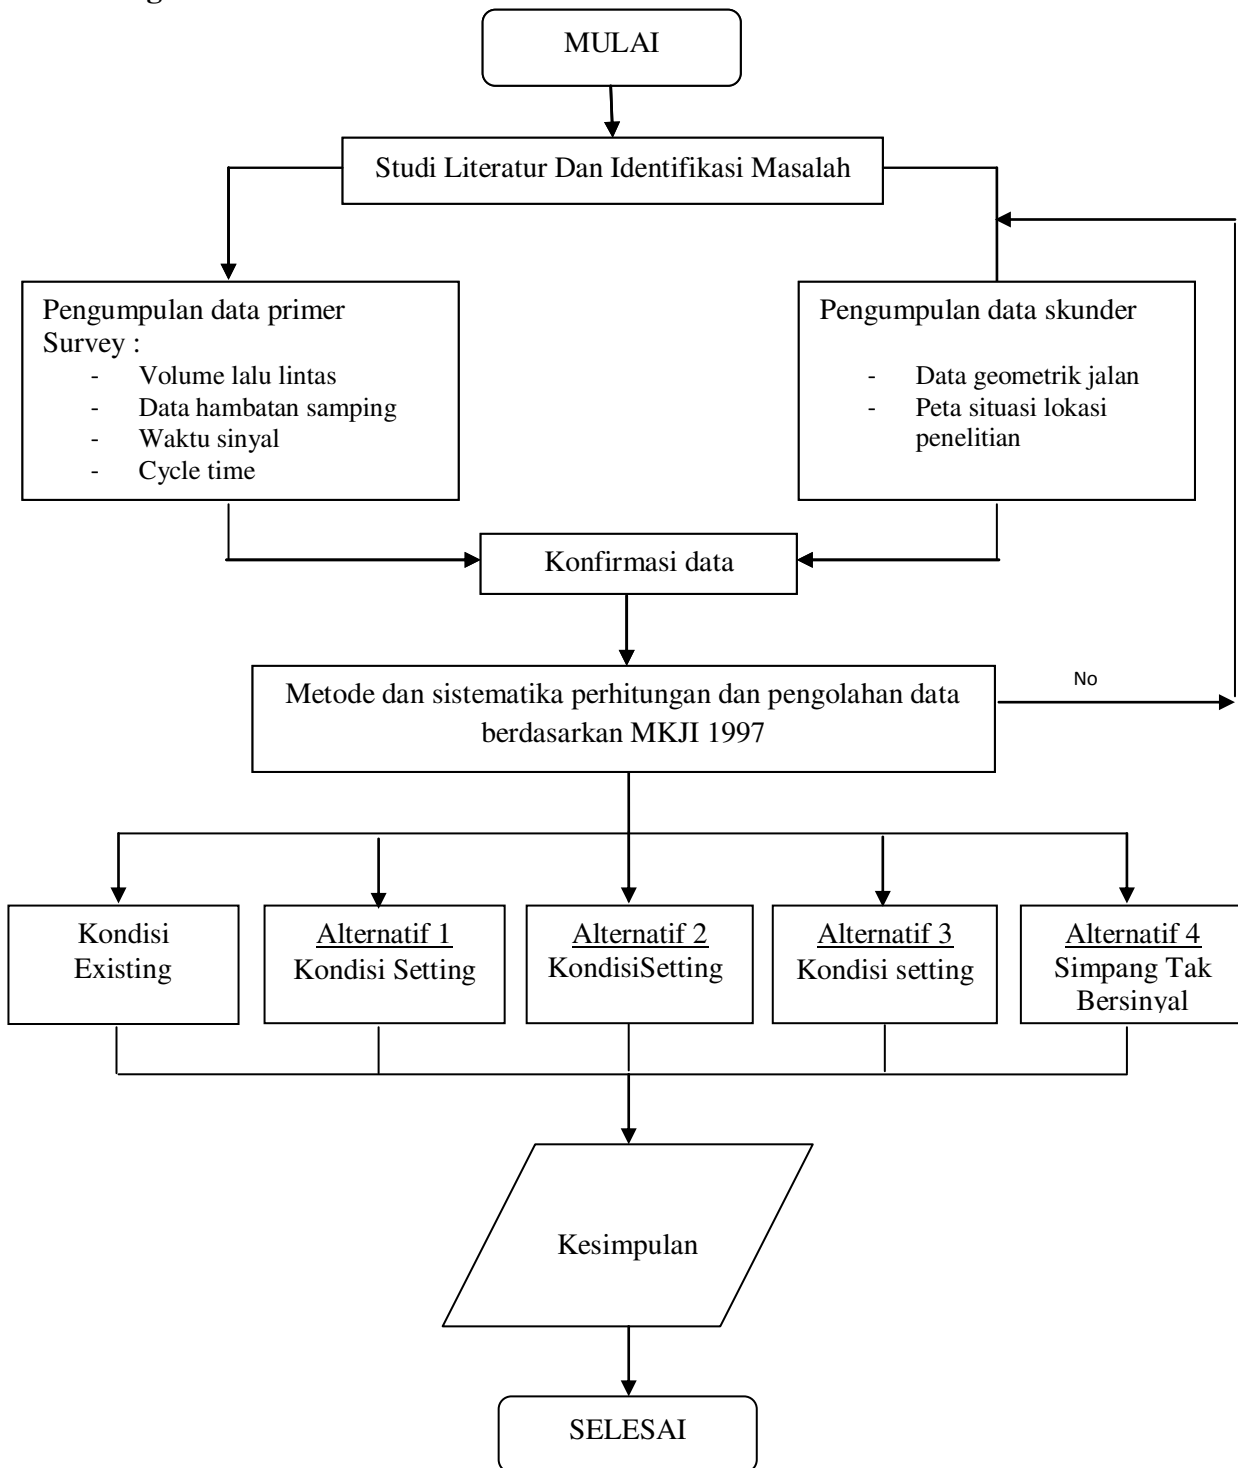 MULAI
Studi Literatur Dan Identifikasi Masalah
Pengumpulan data primer
Survey :
- Volume lalu lintas
- Data hambatan samping
- Waktu sinyal
- Cycle time
Pengumpulan data skunder
- Data geometrik jalan
- Peta situasi lokasi
penelitian
Konfirmasi data
Metode dan sistematika perhitungan dan pengolahan data
berdasarkan MKJI 1997
No
Kondisi
Existing
Alternatif 1
Kondisi Setting
Alternatif 2
KondisiSetting
Alternatif 3
Kondisi setting
Alternatif 4
Simpang Tak
Bersinyal
Kesimpulan
SELESAI